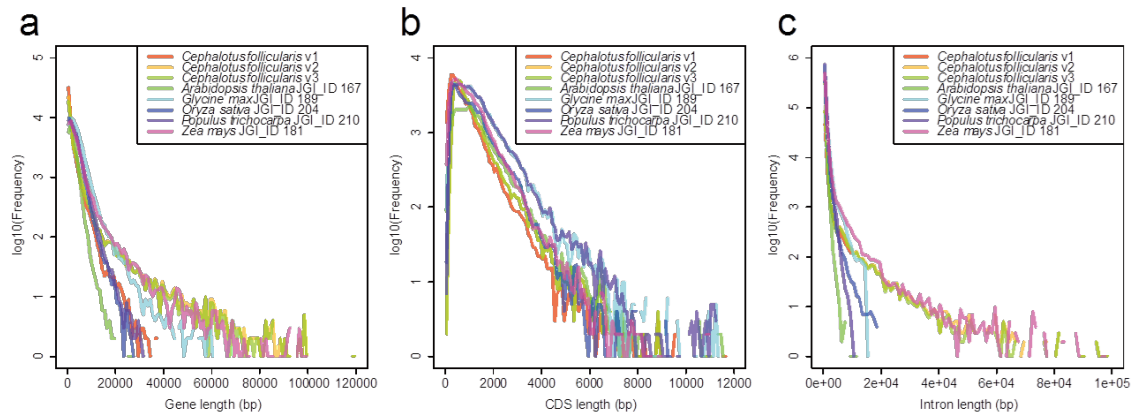 a
log10(Frequency)
0 1 2 3 4 5
Cephalotusfollicularis v1
Cephalotusfollicularis v2
Cephalotusfollicularis v3
Arabidopsis thalianaJGI_ID 167
Glycine maxJGI_ID 189
Oryza sativa JGI_ID 204
Populus trichocarpa JGI_ID 210
Zea mays JGI_ID 181
0 20000 40000 60000 80000 100000 120000
Gene length (bp)
b
log10(Frequency)
0 1 2 3 4
Cephalotusfollicularis v1
Cephalotusfollicularis v2
Cephalotusfollicularis v3
Arabidopsis thalianaJGI_ID 167
Glycine maxJGI_ID 189
Oryza sativa JGI_ID 204
Populus trichocarpa JGI_ID 210
Zea mays JGI_ID 181
0 2000 4000 6000 8000 10000 12000
CDS length (bp)
c
log10(Frequency)
0 1 2 3 4 5 6
Cephalotusfollicularis v1
Cephalotusfollicularis v2
Cephalotusfollicularis v3
Arabidopsis thalianaJGI_ID 167
Glycine maxJGI_ID 189
Oryza sativa JGI_ID 204
Populus trichocarpa JGI_ID 210
Zea mays JGI_ID 181
0e+00 2e+04 4e+04 6e+04 8e+04 1e+05
Intron length (bp)